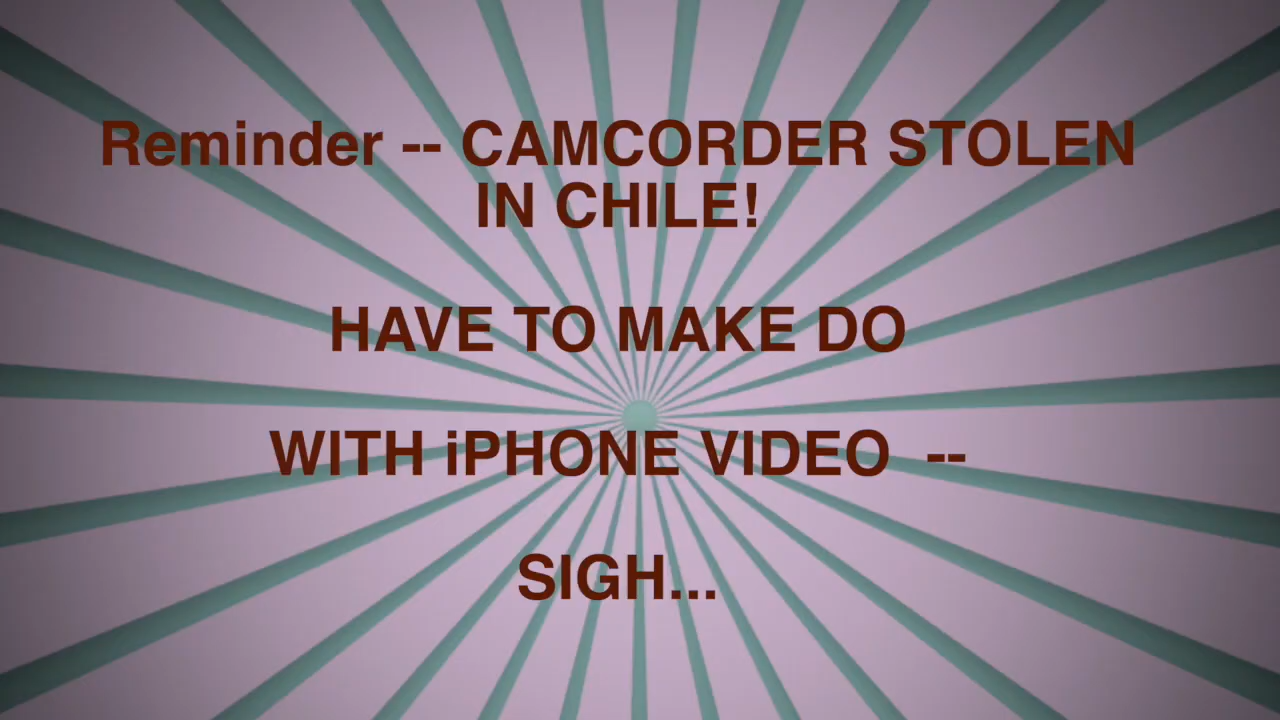 Reminder -- CAMCORDER STOLEN
IN CHILE!
HAVE TO MAKE DO
WITH iPHONE VIDEO --
SIGH...